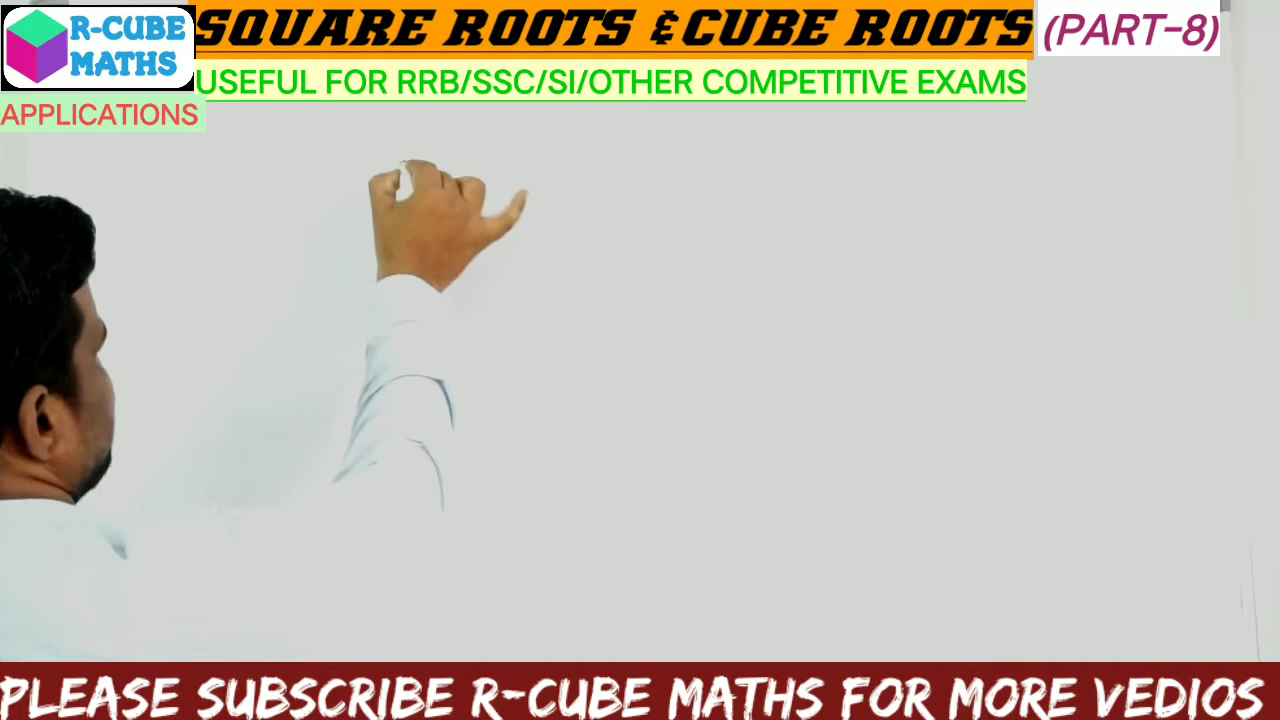 R-CUBE
MATHS
SQUARE ROOTS & CUBE ROOTS
(PART-8)
USEFUL FOR RRB/SSC/SI/OTHER COMPETITIVE EXAMS
APPLICATIONS
PLEASE SUBSCRIBE R-CUBE MATHS FOR MORE VEDIOS